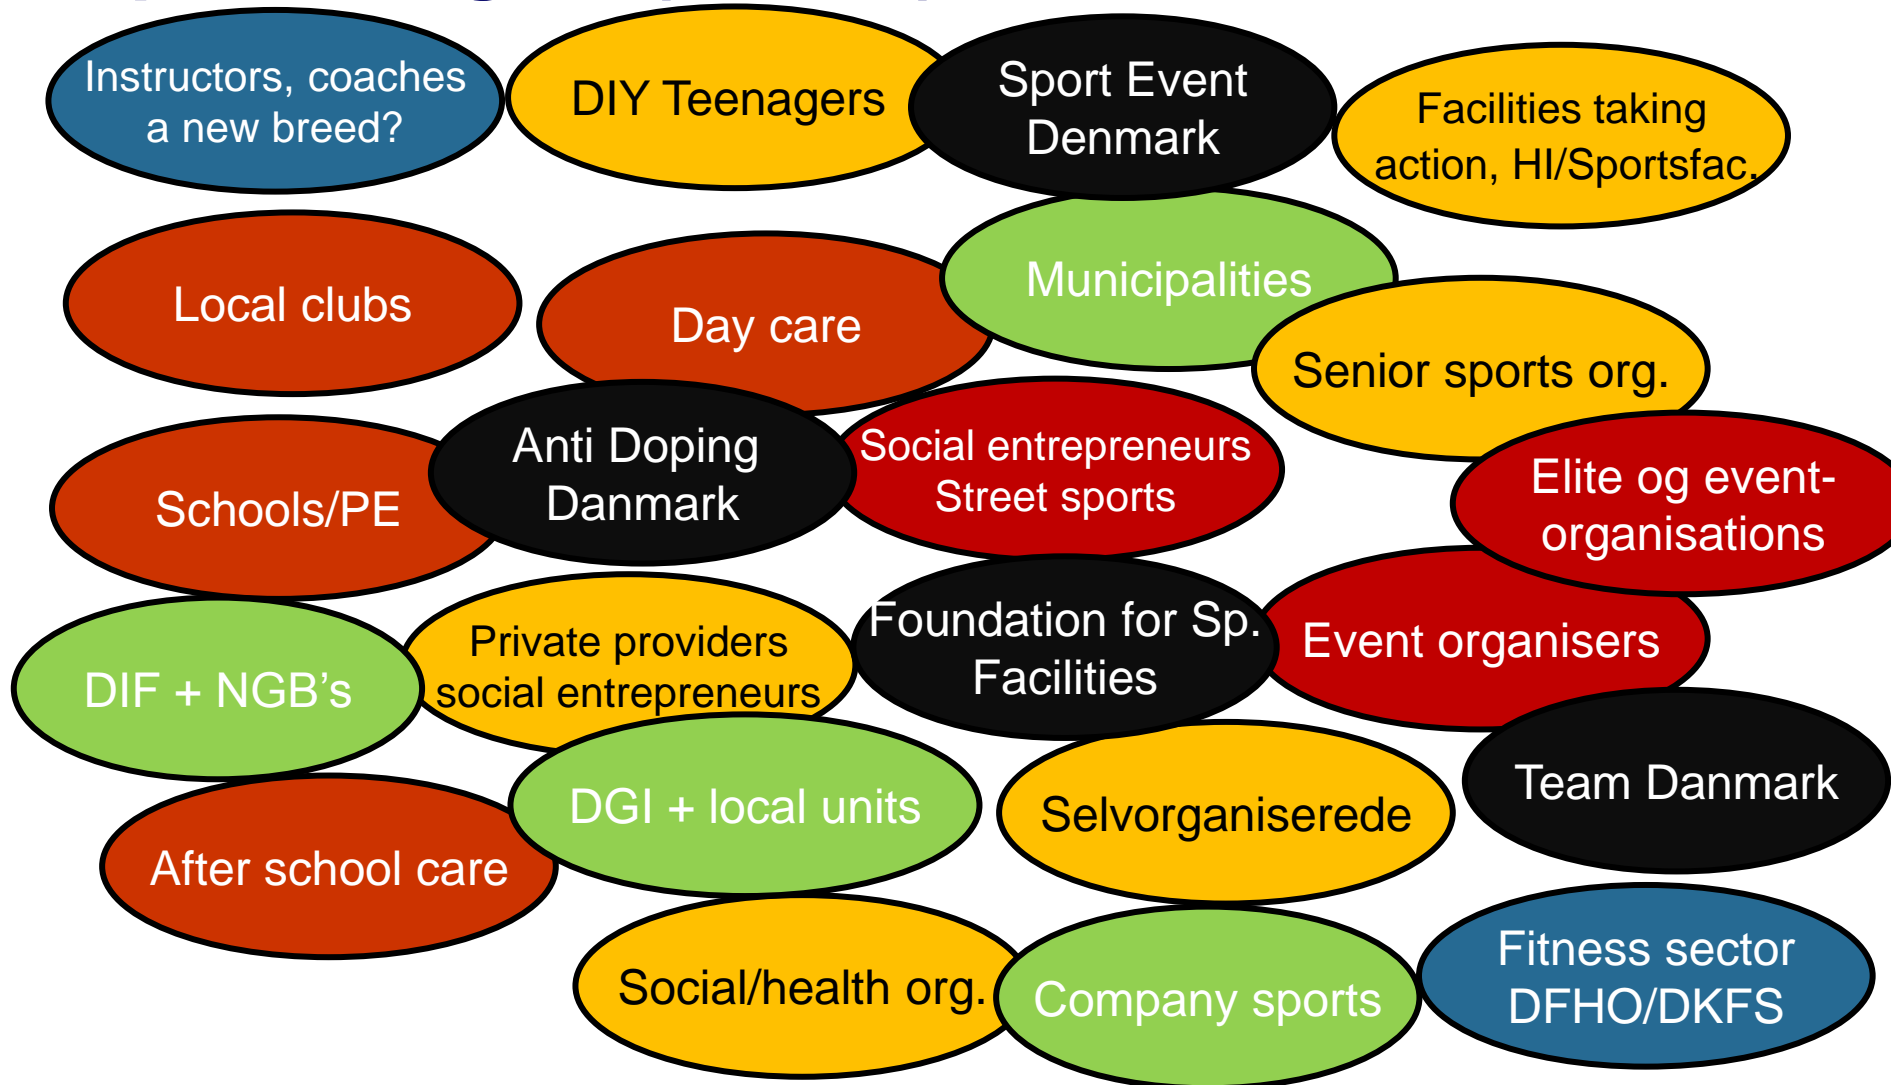 Instructors, coaches
a new breed?
DIY Teenagers
Sport Event
Denmark
Facilities taking
action, HI/Sportsfac.
Local clubs
Day care
Municipalities
Senior sports org.
Schools/PE
Anti Doping
Danmark
Social entrepreneurs
Street sports
Elite og event-
organisations
DIF + NGB’s
Private providers
social entrepreneurs
Foundation for Sp.
Facilities
Event organisers
After school care
DGI + local units
Selvorganiserede
Team Danmark
Social/health org.
Company sports
Fitness sector
DFHO/DKFS